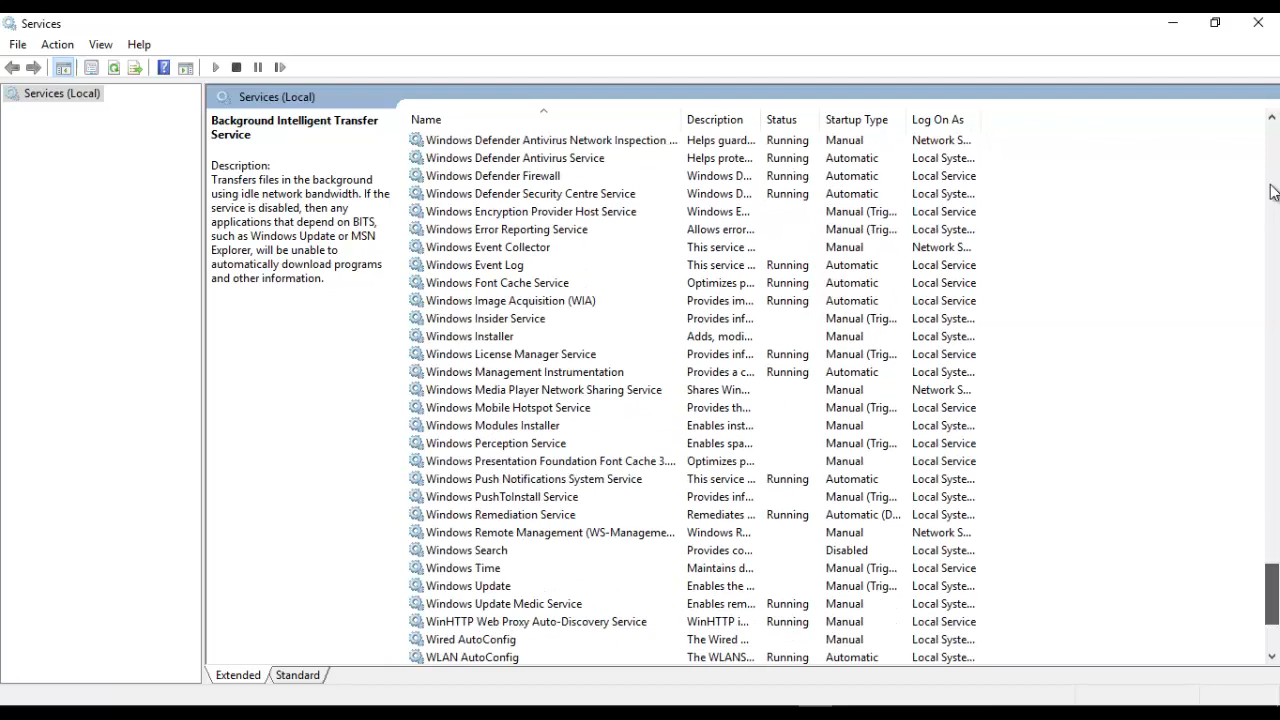 Services
File Action View Help
Services (Local)
Services (Local)
Background Intelligent Transfer
Service
Description:
Transfers files in the background
using idle network bandwidth. If the
service is disabled, then any
applications that depend on BITS,
such as Windows Update or MSN
Explorer, will be unable to
automatically download programs
and other information.
Name Description Status Startup Type Log On As
Windows Defender Antivirus Network Inspection ... Helps guard... Running Manual Network S...
Windows Defender Antivirus Service Helps prote... Running Automatic Local Syste...
Windows Defender Firewall Windows D... Running Automatic Local Service
Windows Defender Security Centre Service Windows D... Running Automatic Local Syste...
Windows Encryption Provider Host Service Windows E... Manual (Trig... Local Service
Windows Error Reporting Service Allows error... Manual (Trig... Local Syste...
Windows Event Collector This service ... Manual Network S...
Windows Event Log This service ... Running Automatic Local Service
Windows Font Cache Service Optimizes p... Running Automatic Local Service
Windows Image Acquisition (WIA) Provides im... Running Automatic Local Service
Windows Insider Service Provides inf... Manual (Trig... Local Syste...
Windows Installer Adds, modi... Manual Local Syste...
Windows License Manager Service Provides inf... Running Manual (Trig... Local Service
Windows Management Instrumentation Provides a c... Running Automatic Local Syste...
Windows Media Player Network Sharing Service Shares Win... Manual Network S...
Windows Mobile Hotspot Service Provides th... Manual (Trig... Local Service
Windows Modules Installer Enables inst... Manual Local Syste...
Windows Perception Service Enables spa... Manual (Trig... Local Service
Windows Presentation Foundation Font Cache 3.... Optimizes p... Manual Local Service
Windows Push Notifications System Service This service ... Running Automatic Local Syste...
Windows PushToInstall Service Provides inf... Manual (Trig... Local Syste...
Windows Remediation Service Remediates ... Running Automatic (D... Local Syste...
Windows Remote Management (WS-Manageme... Windows R... Manual Network S...
Windows Search Provides co... Disabled Local Syste...
Windows Time Maintains d... Manual (Trig... Local Service
Windows Update Enables the ... Manual (Trig... Local Syste...
Windows Update Medic Service Enables rem... Running Manual Local Syste...
WinHTTP Web Proxy Auto-Discovery Service WinHTTP i... Running Manual Local Service
Wired AutoConfig The Wired ... Manual Local Syste...
WLAN AutoConfig The WLANS... Running Automatic Local Syste...
Extended Standard